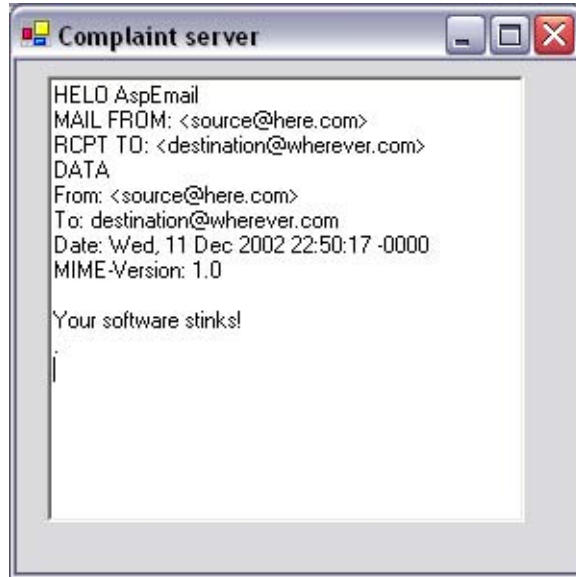 Complaint server
HELO AspEmail
MAIL FROM: <source@here.com>
RCPT TO: <destination@wherever.com>
DATA
From: <source@here.com>
To: destination@wherever.com
Date: Wed, 11 Dec 2002 22:50:17 -0000
MIME-Version: 1.0

Your software stinks!
.